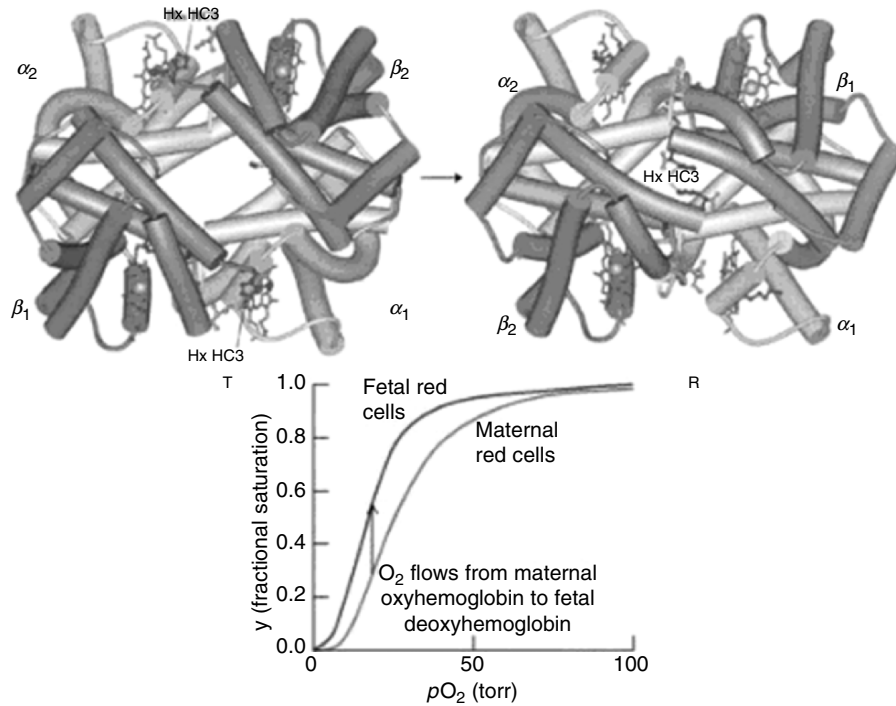 Hx HC3
α2
β2
β1
α1
Hx HC3
T
α2
β1
Hx HC3
β2
α1
R
y (fractional saturation)
1.0
0.8
0.6
0.4
0.2
0.0
Fetal red
cells
Maternal
red cells
O2 flows from maternal
oxyhemoglobin to fetal
deoxyhemoglobin
0
50
100
pO2 (torr)